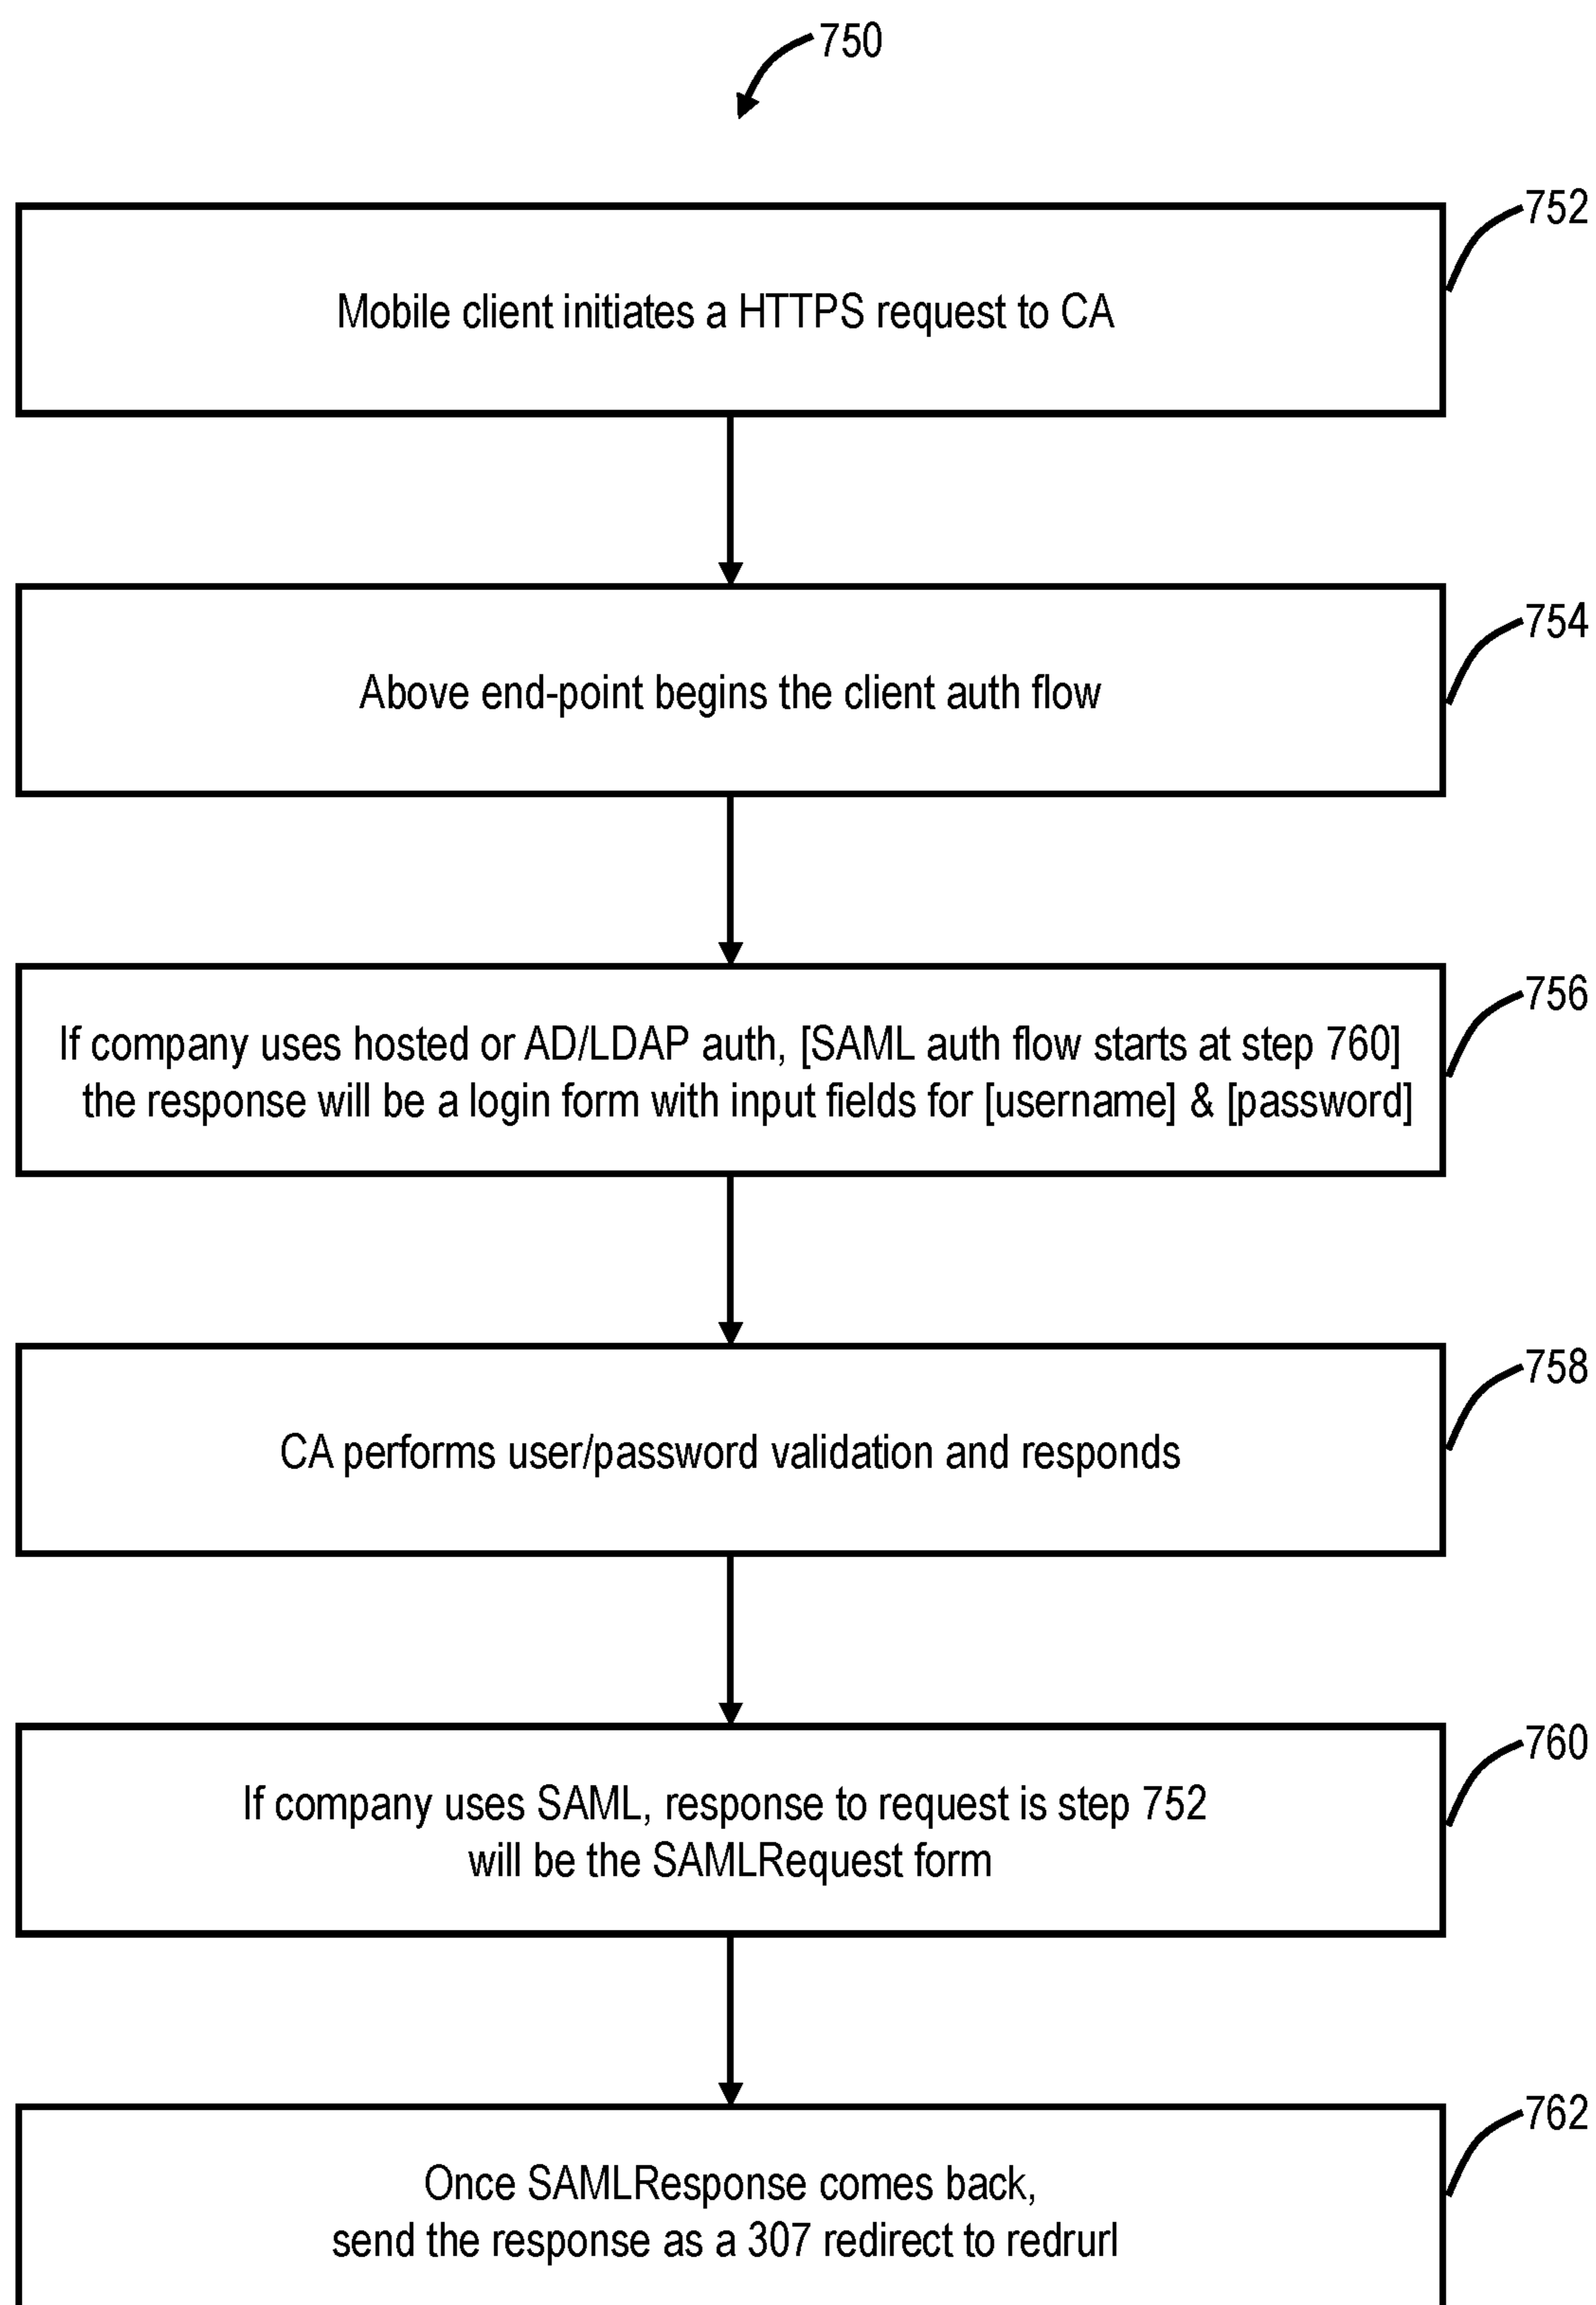 750
752
Mobile client initiates a HTTPS request to CA
754
Above end-point begins the client auth flow
756
If company uses hosted or AD/LDAP auth, [SAML auth flow starts at step 760]
the response will be a login form with input fields for [username] & [password]
758
CA performs user/password validation and responds
760
If company uses SAML, response to request is step 752
will be the SAMLRequest form
762
Once SAMLResponse comes back,
send the response as a 307 redirect to redrurl